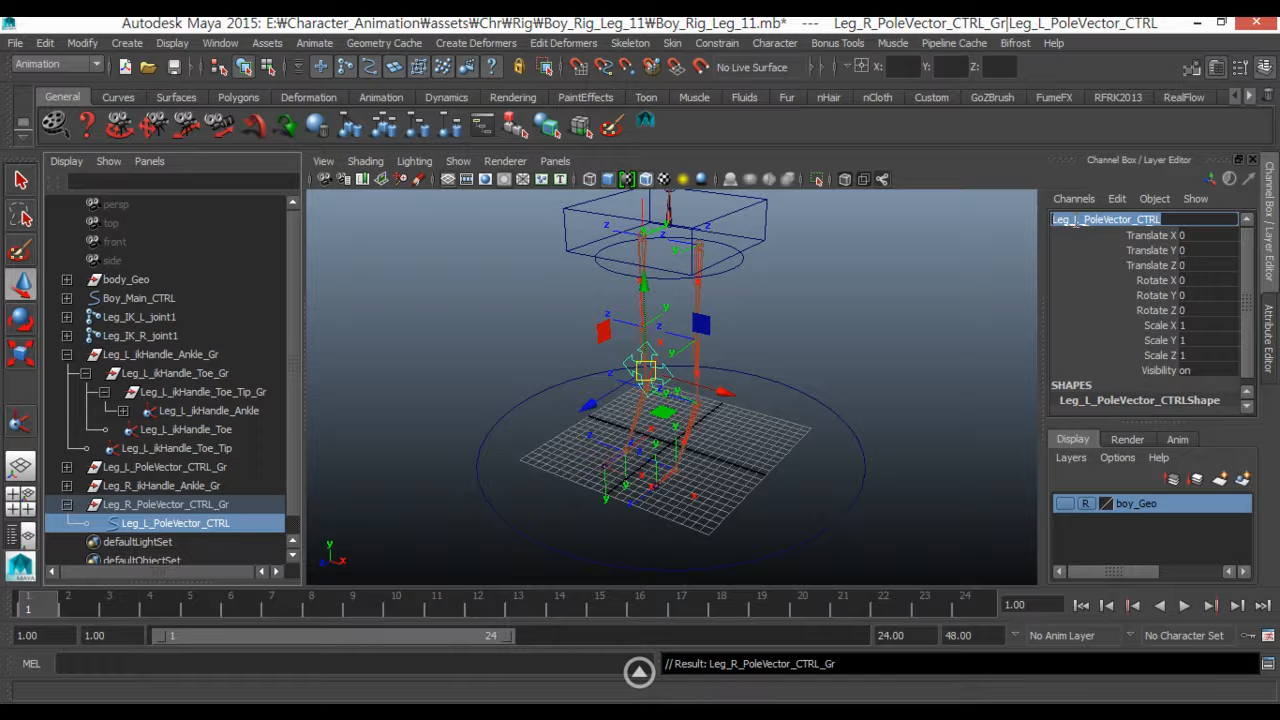 Autodesk Maya 2015: E:₩Character_Animation₩assets₩Chr₩Rig₩Boy_Rig_Leg_11₩Boy_Rig_Leg_11.mb* --- Leg_R_PoleVector_CTRL_Gr|Leg_L_PoleVector_CTRL
File Edit Modify Create Display Window Assets Animate Geometry Cache Create Deformers Edit Deformers Skeleton Skin Constrain Character Bonus Tools Muscle Pipeline Cache Bifrost Help
Animation No Live Surface X: Y: Z:
General Curves Surfaces Polygons Deformation Animation Dynamics Rendering PaintEffects Toon Muscle Fluids Fur nHair nCloth Custom GoZBrush FumeFX RFRK2013 RealFlow
Display Show Panels
View Shading Lighting Show Renderer Panels
Channel Box / Layer Editor
persp
top
front
side
body_Geo
Boy_Main_CTRL
Leg_IK_L_joint1
Leg_IK_R_joint1
Leg_L_ikHandle_Ankle_Gr
Leg_L_ikHandle_Toe_Gr
Leg_L_ikHandle_Toe_Tip_Gr
Leg_L_ikHandle_Ankle
Leg_L_ikHandle_Toe
Leg_L_ikHandle_Toe_Tip
Leg_L_PoleVector_CTRL_Gr
Leg_R_ikHandle_Ankle_Gr
Leg_R_PoleVector_CTRL_Gr
Leg_L_PoleVector_CTRL
defaultLightSet
defaultObjectSet
Channels Edit Object Show
Leg_L_PoleVector_CTRL
Translate X 0
Translate Y 0
Translate Z 0
Rotate X 0
Rotate Y 0
Rotate Z 0
Scale X 1
Scale Y 1
Scale Z 1
Visibility on
SHAPES
Leg_L_PoleVector_CTRLShape
Display Render Anim
Layers Options Help
R boy_Geo
Channel Box / Layer Editor
Attribute Editor
MAYA
1 2 3 4 5 6 7 8 9 10 11 12 13 14 15 16 17 18 19 20 21 22 23 24
1 1.00
1.00 1.00 1 24 24.00 48.00 No Anim Layer No Character Set
MEL // Result: Leg_R_PoleVector_CTRL_Gr